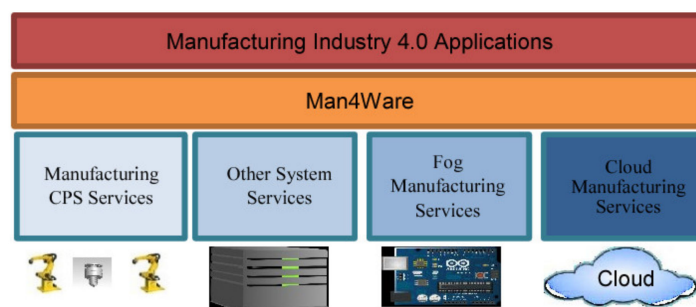 Manufacturing Industry 4.0 Applications
Man4Ware
Manufacturing
CPS Services
Other System
Services
Fog
Manufacturing
Services
Cloud
Manufacturing
Services
ARDUINO
Cloud